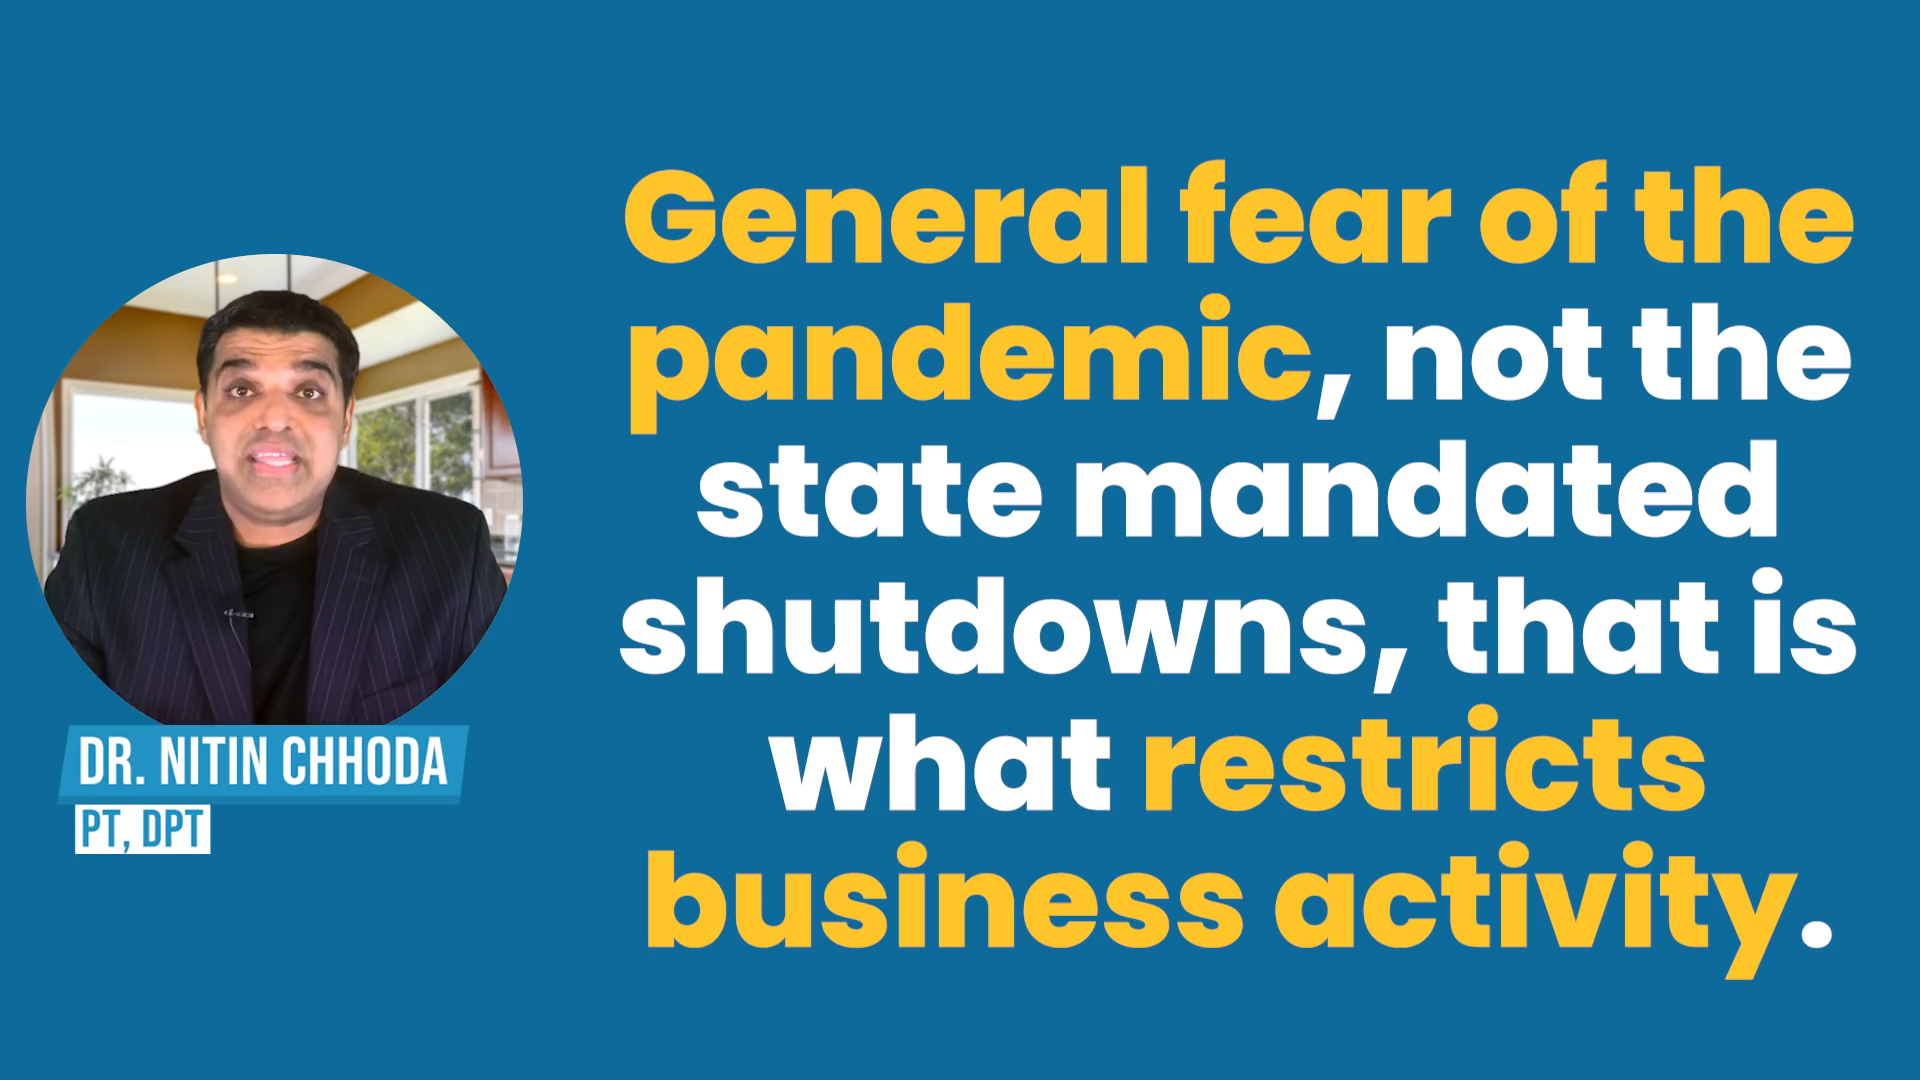 General fear of the
pandemic, not the
state mandated
shutdowns, that is
what restricts
business activity.
DR. NITIN CHHODA
PT, DPT